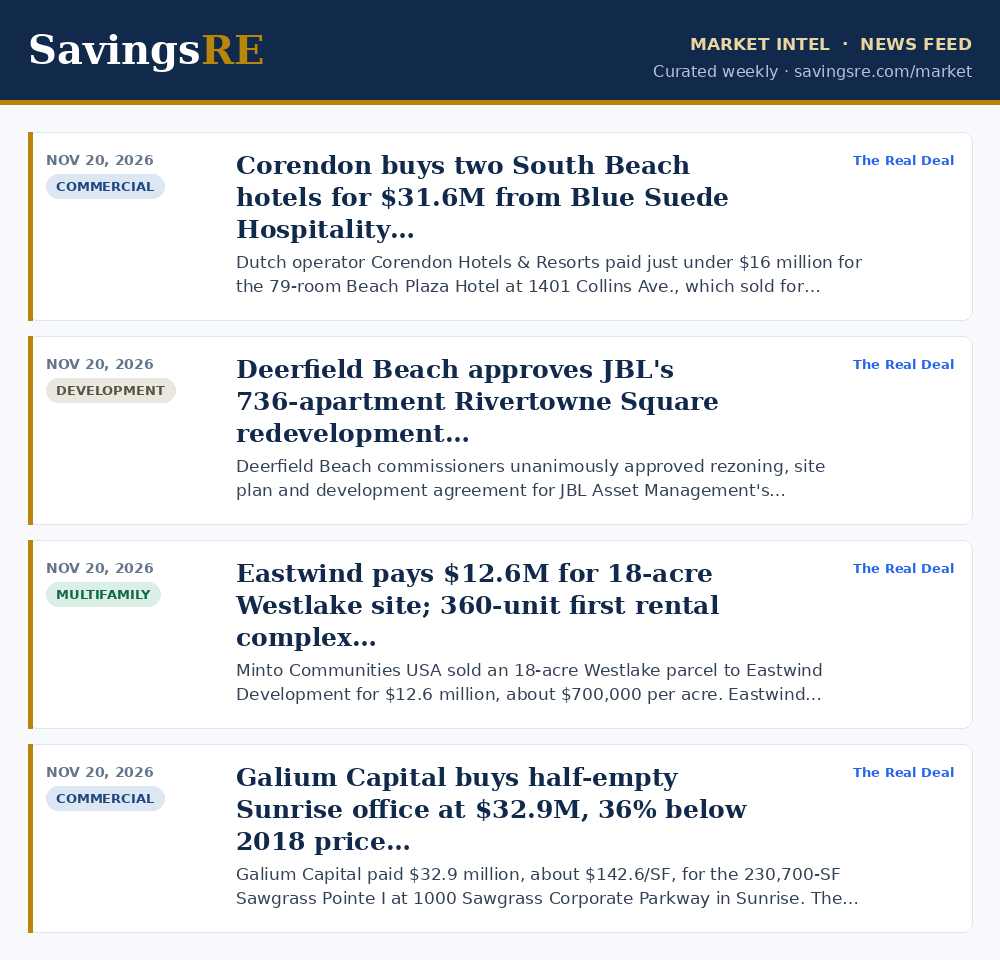 SavingsRE
MARKET INTEL · NEWS FEED
Curated weekly · savingsre.com/market
NOV 20, 2026
COMMERCIAL
Corendon buys two South Beach
hotels for $31.6M from Blue Suede
Hospitality…
Dutch operator Corendon Hotels & Resorts paid just under $16 million for
the 79-room Beach Plaza Hotel at 1401 Collins Ave., which sold for…
The Real Deal
NOV 20, 2026
DEVELOPMENT
Deerfield Beach approves JBL's
736-apartment Rivertowne Square
redevelopment…
Deerfield Beach commissioners unanimously approved rezoning, site
plan and development agreement for JBL Asset Management's…
The Real Deal
NOV 20, 2026
MULTIFAMILY
Eastwind pays $12.6M for 18-acre
Westlake site; 360-unit first rental
complex…
Minto Communities USA sold an 18-acre Westlake parcel to Eastwind
Development for $12.6 million, about $700,000 per acre. Eastwind…
The Real Deal
NOV 20, 2026
COMMERCIAL
Galium Capital buys half-empty
Sunrise office at $32.9M, 36% below
2018 price…
Galium Capital paid $32.9 million, about $142.6/SF, for the 230,700-SF
Sawgrass Pointe I at 1000 Sawgrass Corporate Parkway in Sunrise. The…
The Real Deal